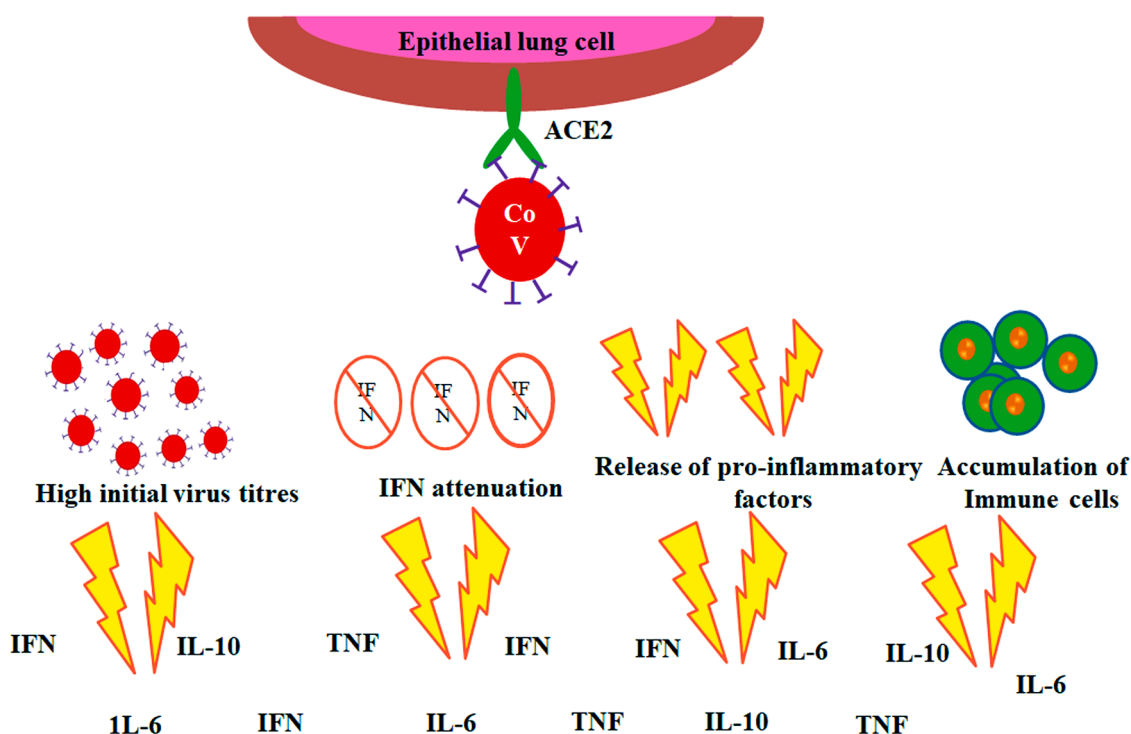 Epithelial lung cell
ACE2
Co
V
IF
N
IF
N
IF
N
High initial virus titres
IFN attenuation
Release of pro-inflammatory
factors
Accumulation of
Immune cells
IFN
IL-10
TNF
IFN
IFN
IL-6
IL-10
IL-6
1L-6
IFN
IL-6
TNF
IL-10
TNF